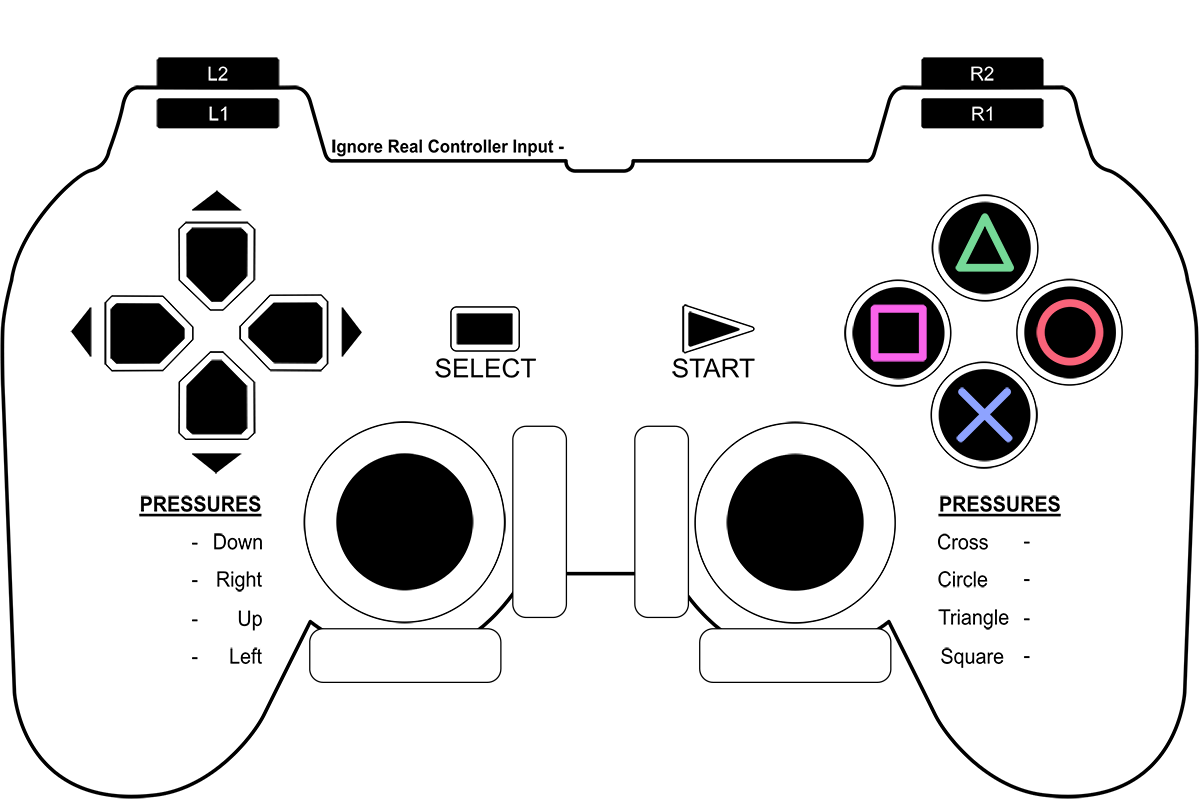 L2
L1
R2
R1
Ignore Real Controller Input -
SELECT
START
PRESSURES
- Down
- Right
- Up
- Left
PRESSURES
Cross -
Circle -
Triangle -
Square -